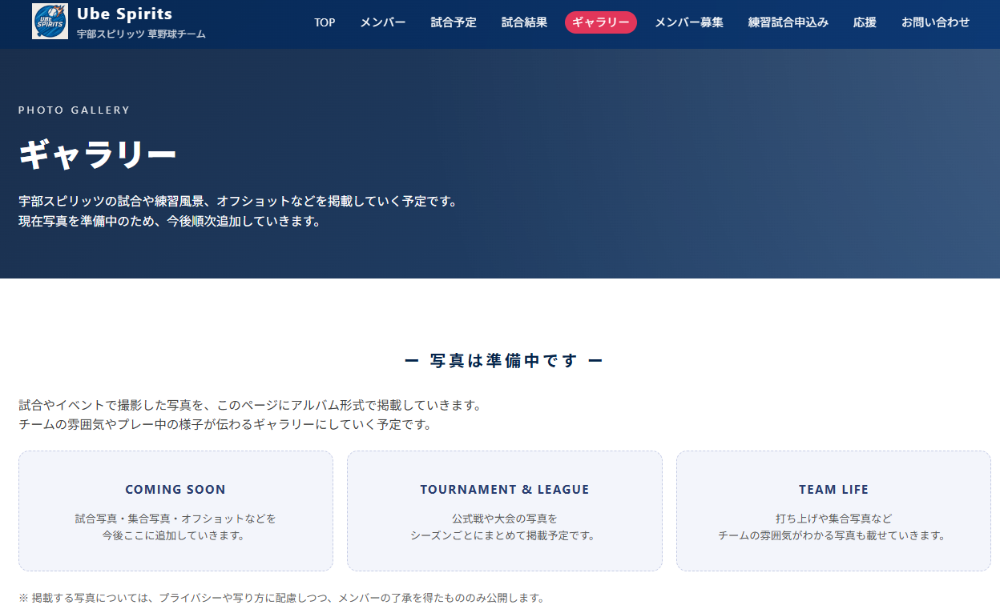 UBE
SPIRITS
Ube Spirits
宇部スピリッツ 草野球チーム
TOP
メンバー
試合予定
試合結果
ギャラリー
メンバー募集
練習試合申込み
応援
お問い合わせ
PHOTO GALLERY
ギャラリー
宇部スピリッツの試合や練習風景、オフショットなどを掲載していく予定です。
現在写真を準備中のため、今後順次追加していきます。
ー 写真は準備中です ー
試合やイベントで撮影した写真を、このページにアルバム形式で掲載していきます。
チームの雰囲気やプレー中の様子が伝わるギャラリーにしていく予定です。
COMING SOON
試合写真・集合写真・オフショットなどを
今後ここに追加していきます。
TOURNAMENT & LEAGUE
公式戦や大会の写真を
シーズンごとにまとめて掲載予定です。
TEAM LIFE
打ち上げや集合写真など
チームの雰囲気がわかる写真も載せていきます。
※ 掲載する写真については、プライバシーや写り方に配慮しつつ、メンバーの了承を得たもののみ公開します。